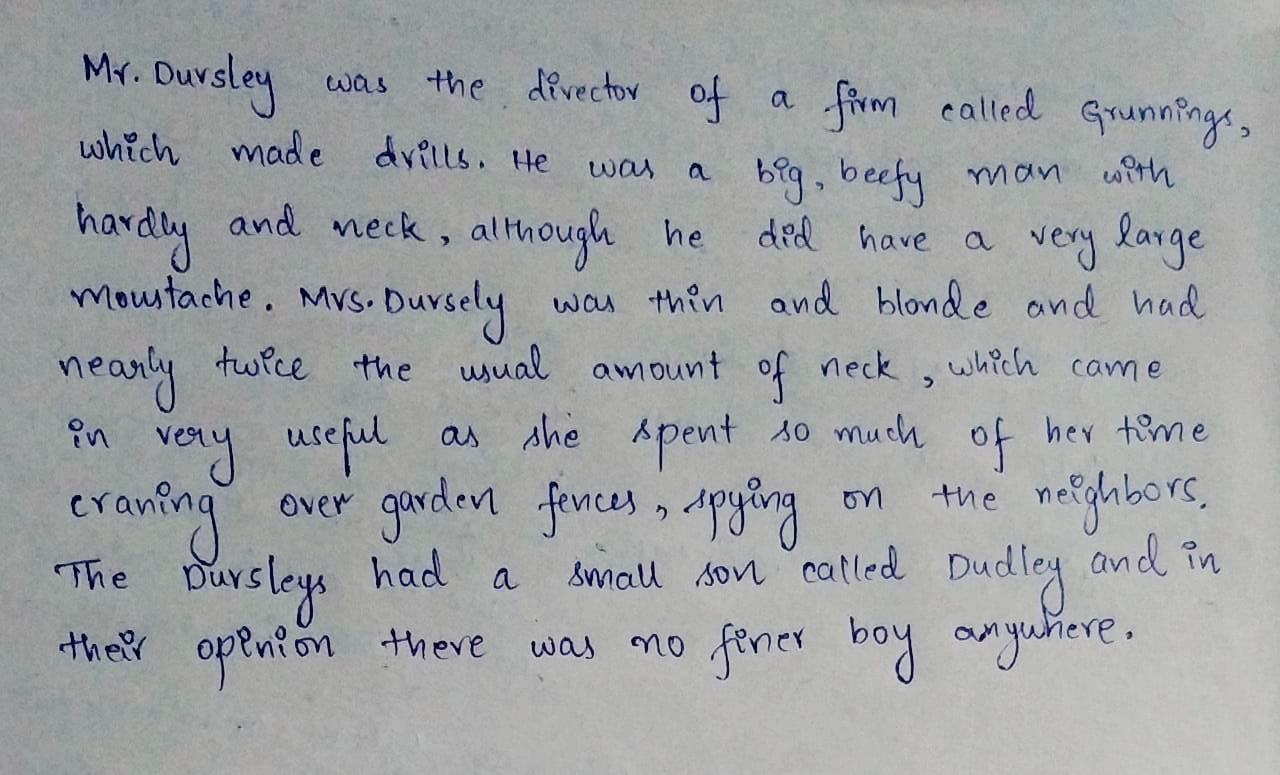 Mr. Dursley was the director of a firm called Grunnings,
which made drills. He was a big, beefy man with
hardly and neck, although he did have a very large
moustache. Mrs. Dursely was thin and blonde and had
nearly twice the usual amount of neck, which came
in very useful as she spent so much of her time
craning over garden fences, spying on the neighbors.
The Dursleys had a small son called Dudley and in
their opinion there was no finer boy anywhere.